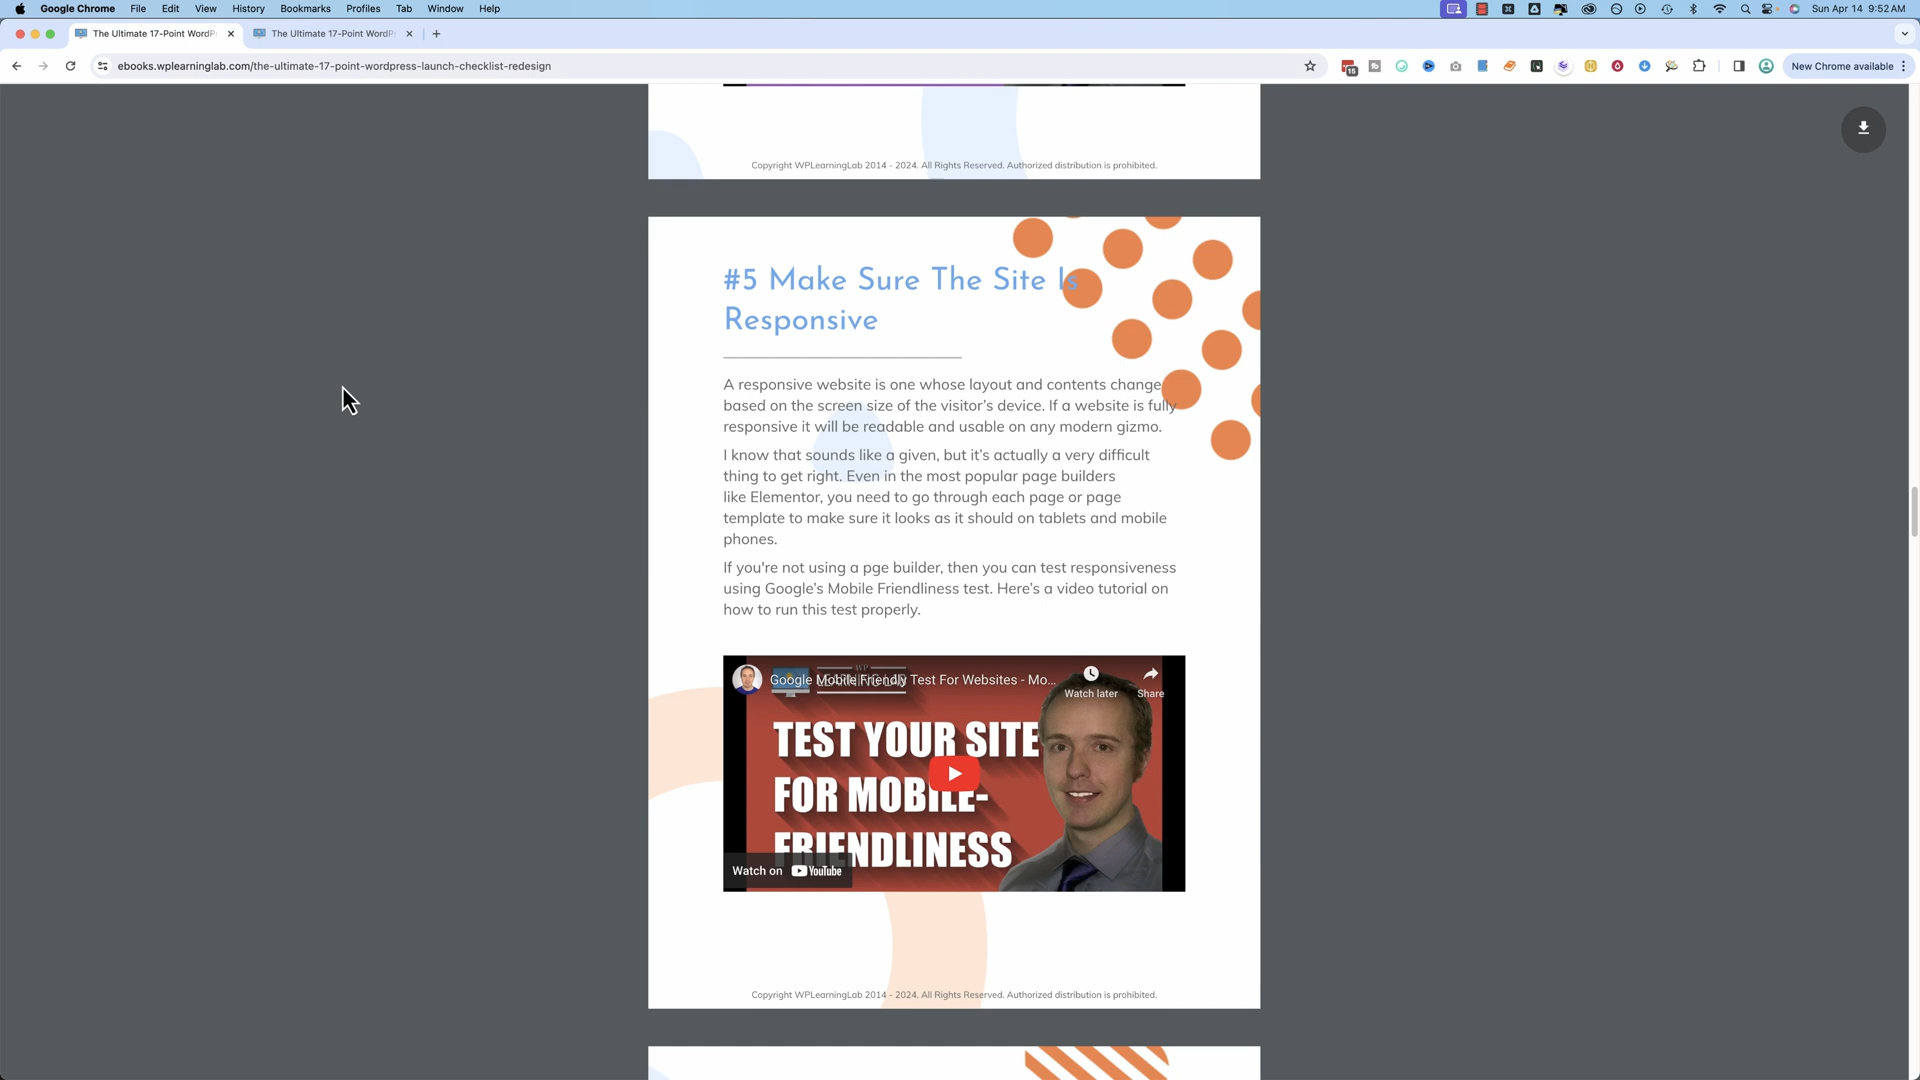 Google Chrome File Edit View History Bookmarks Profiles Tab Window Help Sun Apr 14 9:52 AM
The Ultimate 17-Point WordP The Ultimate 17-Point WordP
ebooks.wplearninglab.com/the-ultimate-17-point-wordpress-launch-checklist-redesign 15 New Chrome available
Copyright WPLearningLab 2014 - 2024. All Rights Reserved. Authorized distribution is prohibited.
#5 Make Sure The Site Is
Responsive
A responsive website is one whose layout and contents change
based on the screen size of the visitor's device. If a website is fully
responsive it will be readable and usable on any modern gizmo.
I know that sounds like a given, but it's actually a very difficult
thing to get right. Even in the most popular page builders
like Elementor, you need to go through each page or page
template to make sure it looks as it should on tablets and mobile
phones.
If you're not using a pge builder, then you can test responsiveness
using Google's Mobile Friendliness test. Here's a video tutorial on
how to run this test properly.
Google Mobile Friendly Test For Websites - Mo...
Watch later Share
TEST YOUR SITE
FOR MOBILE-
FRIENDLINESS
Watch on YouTube
Copyright WPLearningLab 2014 - 2024. All Rights Reserved. Authorized distribution is prohibited.